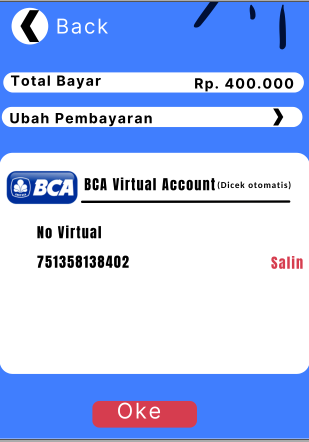 Back
Total Bayar Rp. 400.000
Ubah Pembayaran
BCA BCA Virtual Account (Dicek otomatis)
No Virtual
751358138402 Salin
Oke